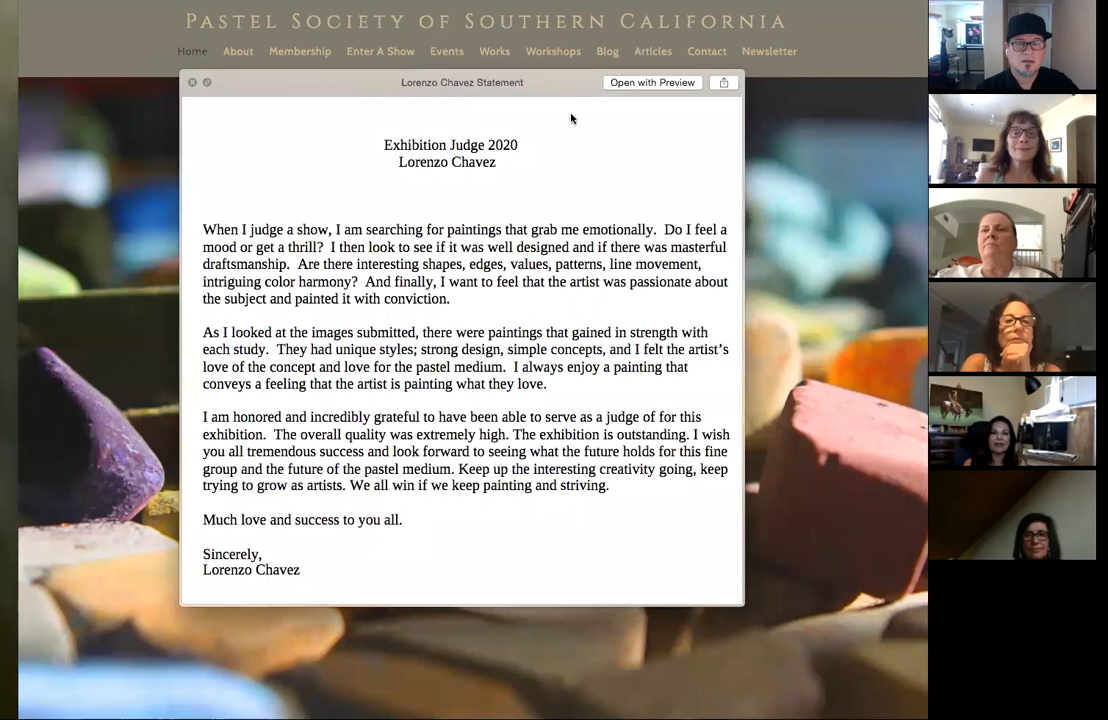 PASTEL SOCIETY OF SOUTHERN CALIFORNIA
Home About Membership Enter A Show Events Works Workshops Blog Articles Contact Newsletter
Lorenzo Chavez Statement
Open with Preview
Exhibition Judge 2020
Lorenzo Chavez
When I judge a show, I am searching for paintings that grab me emotionally. Do I feel a
mood or get a thrill? I then look to see if it was well designed and if there was masterful
draftsmanship. Are there interesting shapes, edges, values, patterns, line movement,
intriguing color harmony? And finally, I want to feel that the artist was passionate about
the subject and painted it with conviction.
As I looked at the images submitted, there were paintings that gained in strength with
each study. They had unique styles; strong design, simple concepts, and I felt the artist's
love of the concept and love for the pastel medium. I always enjoy a painting that
conveys a feeling that the artist is painting what they love.
I am honored and incredibly grateful to have been able to serve as a judge of for this
exhibition. The overall quality was extremely high. The exhibition is outstanding. I wish
you all tremendous success and look forward to seeing what the future holds for this fine
group and the future of the pastel medium. Keep up the interesting creativity going, keep
trying to grow as artists. We all win if we keep painting and striving.
Much love and success to you all.
Sincerely,
Lorenzo Chavez